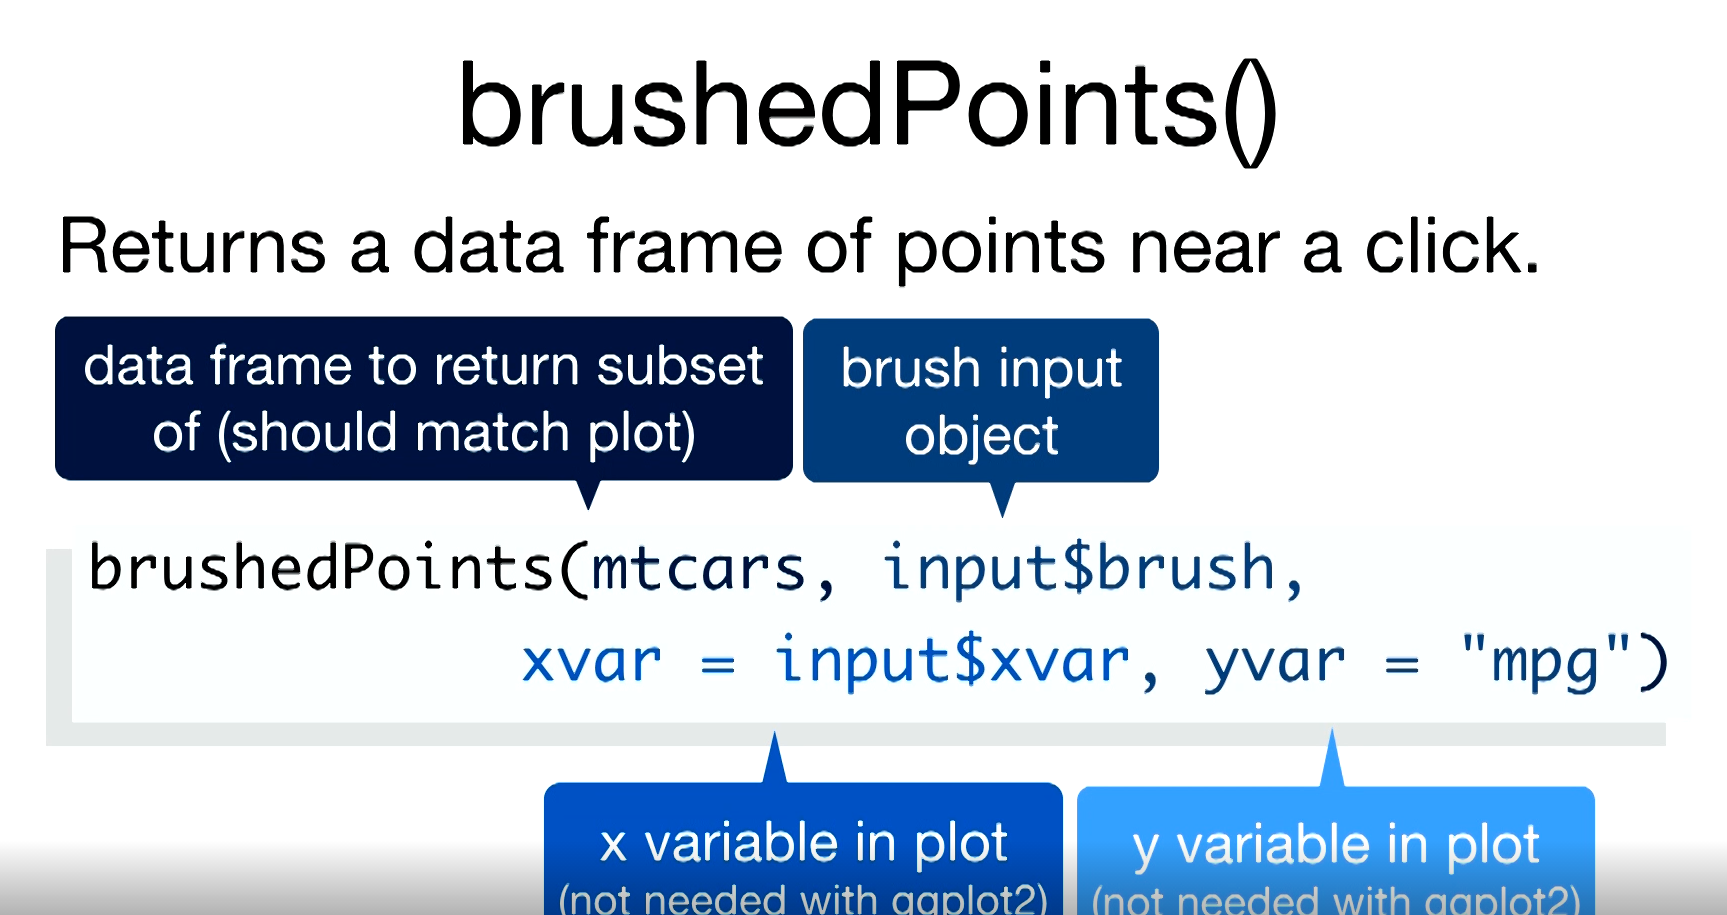 brushedPoints()
Returns a data frame of points near a click.
data frame to return subset
of (should match plot)
brush input
object
brushedPoints(mtcars, input$brush,
xvar = input$xvar, yvar = "mpg")
x variable in plot
(not needed with ggplot2)
y variable in plot
(not needed with ggplot2)